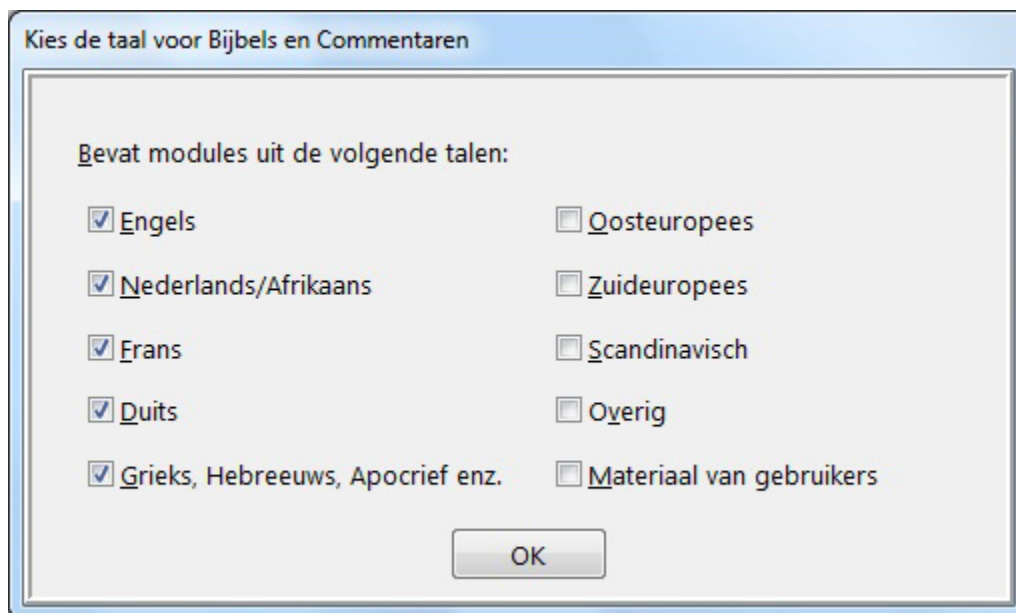 Kies de taal voor Bijbels en Commentaren
Bevat modules uit de volgende talen:
Engels
Oosteuropees
Nederlands/Afrikaans
Zuideuropees
Frans
Scandinavisch
Duits
Overig
Grieks, Hebreeuws, Apocrief enz.
Materiaal van gebruikers
OK